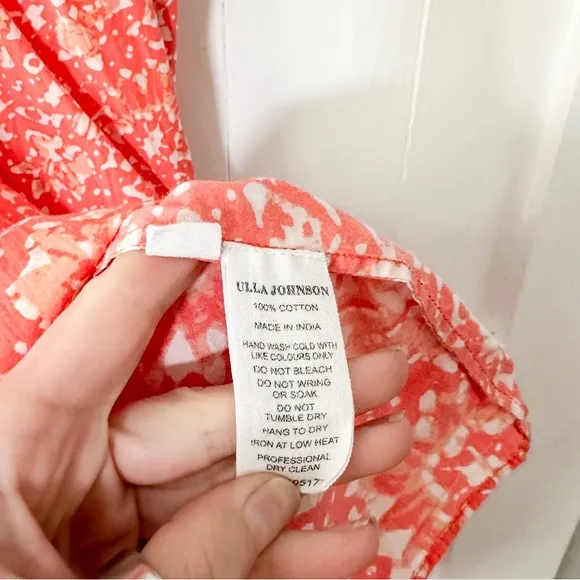 ULLA JOHNSON
100% COTTON
MADE IN INDIA
HAND WASH COLD WITH
LIKE COLOURS ONLY
DO NOT BLEACH
DO NOT WRING
OR SOAK
DO NOT
TUMBLE DRY
HANG TO DRY
IRON AT LOW HEAT
PROFESSIONAL
DRY CLEAN